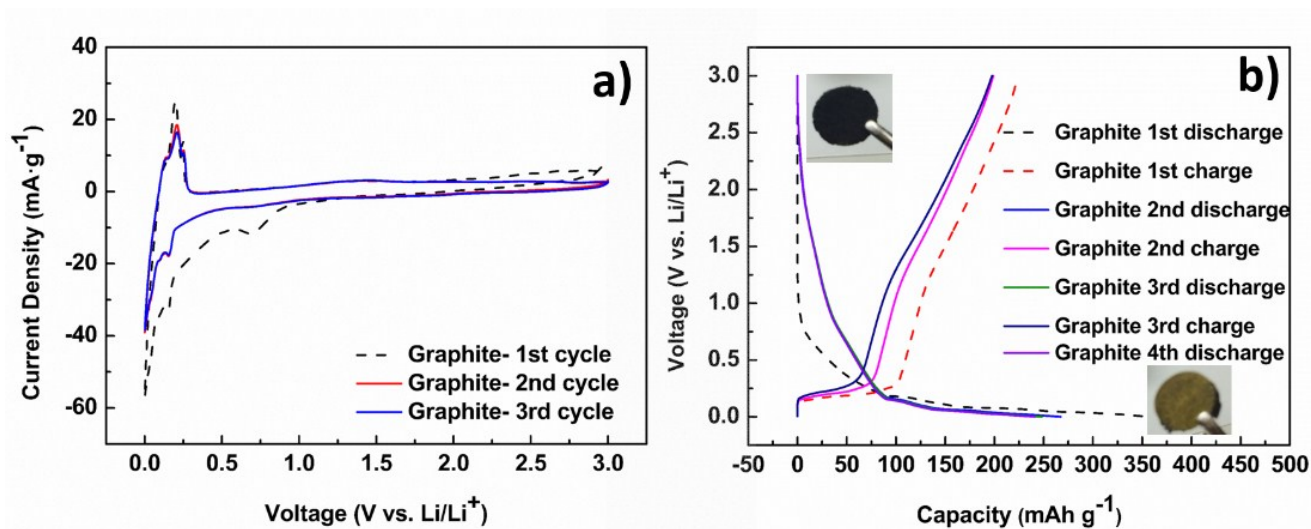 a)
40
20
0
-20
-40
-60
Current Density (mA·g⁻¹)
Graphite- 1st cycle
Graphite- 2nd cycle
Graphite- 3rd cycle
0.0 0.5 1.0 1.5 2.0 2.5 3.0
Voltage (V vs. Li/Li⁺)
b)
3.0
2.5
2.0
1.5
1.0
0.5
0.0
Voltage (V vs. Li/Li⁺)
Graphite 1st discharge
Graphite 1st charge
Graphite 2nd discharge
Graphite 2nd charge
Graphite 3rd discharge
Graphite 3rd charge
Graphite 4th discharge
-50 0 50 100 150 200 250 300 350 400 450 500
Capacity (mAh g⁻¹)